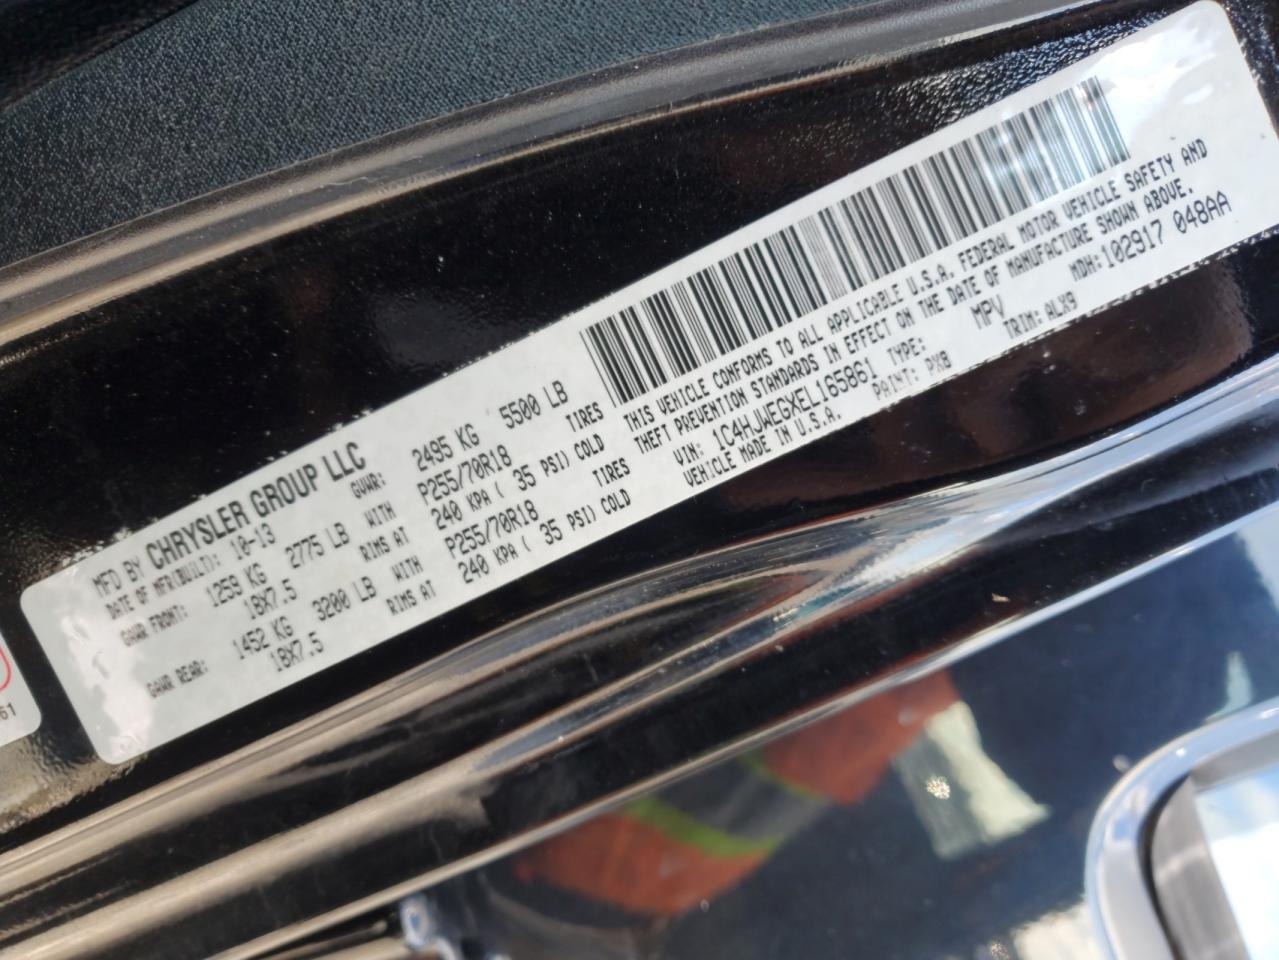 MFD BY CHRYSLER GROUP LLC
DATE OF MFR(BUILT): 10-13 GVWR: 2495 KG 5500 LB
GAWR FRONT: 1259 KG 2775 LB WITH P255/70R18 TIRES
18X7.5 RIMS AT 240 KPA ( 35 PSI) COLD
GAWR REAR: 1452 KG 3200 LB WITH P255/70R18 TIRES
18X7.5 RIMS AT 240 KPA ( 35 PSI) COLD
THIS VEHICLE CONFORMS TO ALL APPLICABLE U.S.A. FEDERAL MOTOR VEHICLE SAFETY AND
THEFT PREVENTION STANDARDS IN EFFECT ON THE DATE OF MANUFACTURE SHOWN ABOVE.
VIN: 1C4HJWEGXEL165861 TYPE: MPV MDH: 102917 048AA
VEHICLE MADE IN U.S.A. PAINT: PX8 TRIM: ALX9
61